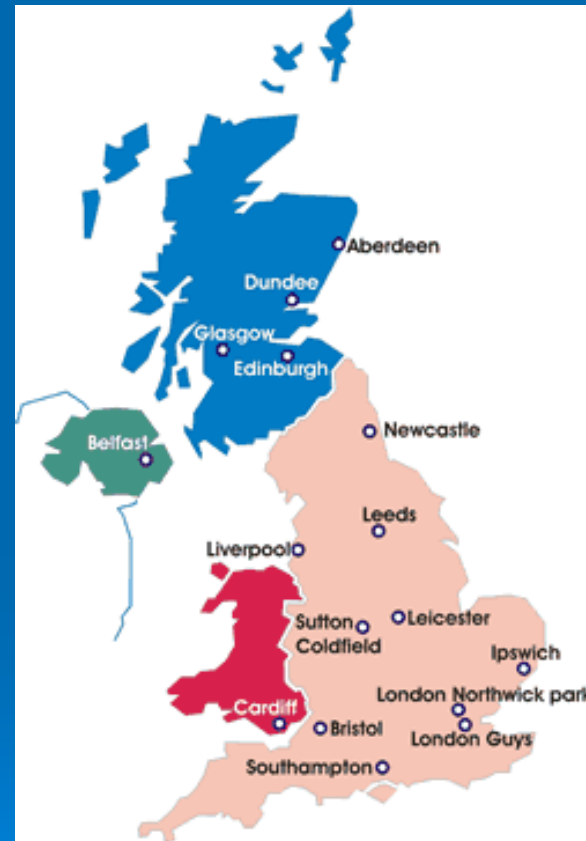 Aberdeen
Dundee
Glasgow
Edinburgh
Newcastle
Belfast
Leeds
Liverpool
Leicester
Sutton
Coldfield
Ipswich
London Northwick park
Cardiff
Bristol
London Guys
Southampton